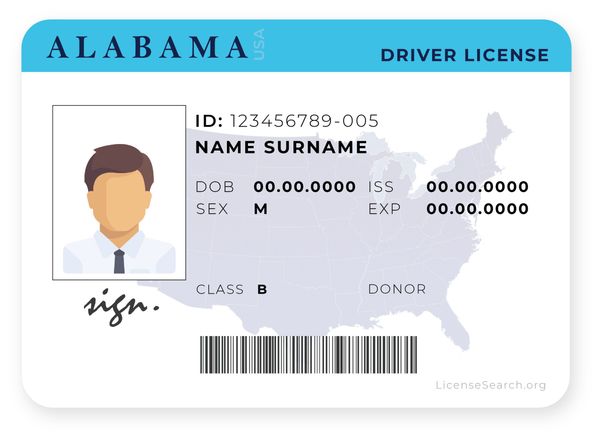 ALABAMA USA
DRIVER LICENSE
ID: 123456789-005
NAME SURNAME
DOB 00.00.0000 ISS 00.00.0000
SEX M EXP 00.00.0000
CLASS B DONOR
sign.
LicenseSearch.org